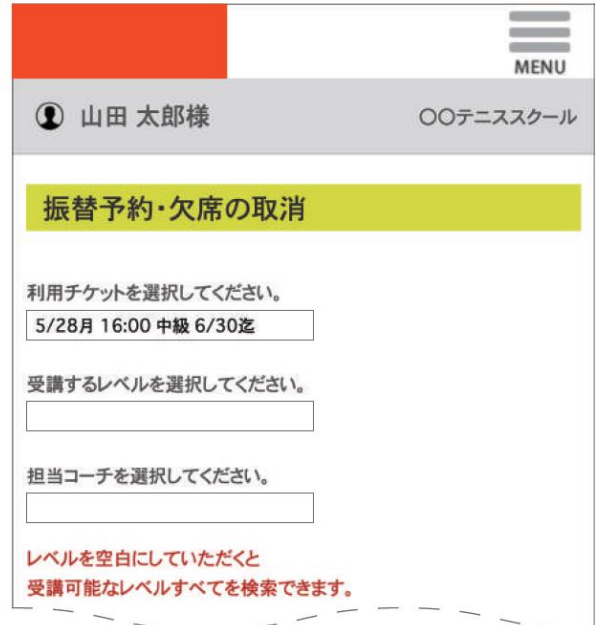 MENU
山田 太郎様
〇〇テニススクール
振替予約・欠席の取消
利用チケットを選択してください。
5/28月 16:00 中級 6/30迄
受講するレベルを選択してください。
担当コーチを選択してください。
レベルを空白にしていただくと
受講可能なレベルすべてを検索できます。